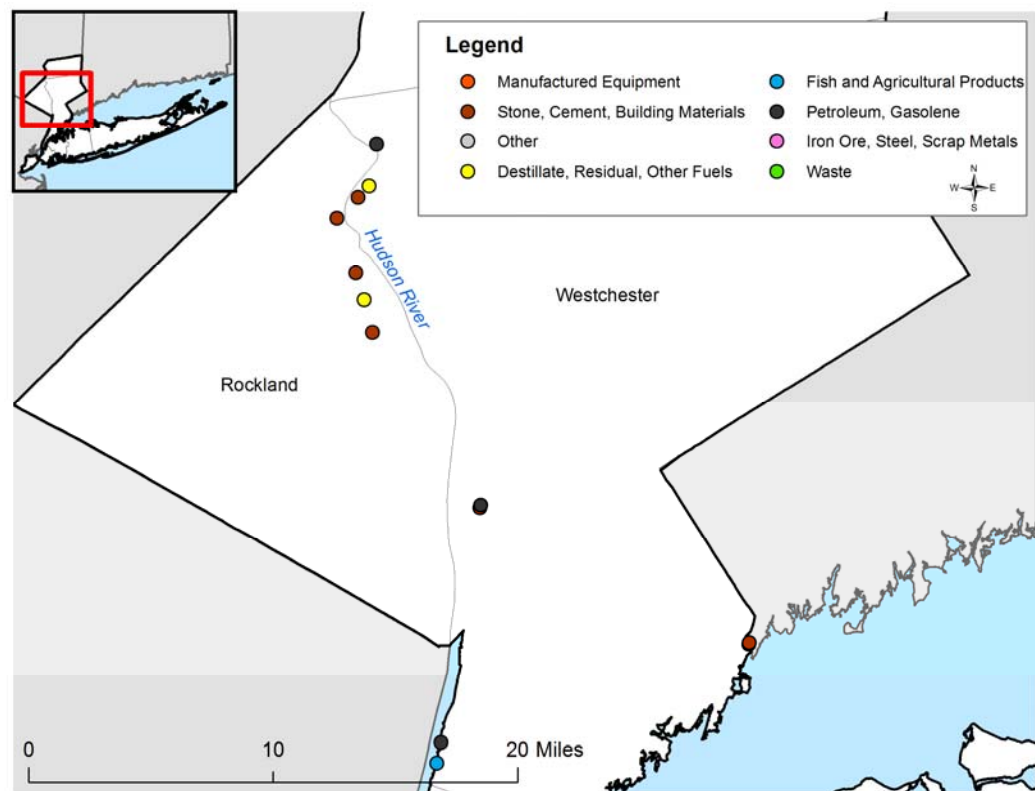 Legend
Manufactured Equipment
Stone, Cement, Building Materials
Other
Destillate, Residual, Other Fuels
Fish and Agricultural Products
Petroleum, Gasolene
Iron Ore, Steel, Scrap Metals
Waste
N
W E
S
Hudson River
Westchester
Rockland
0 10 20 Miles